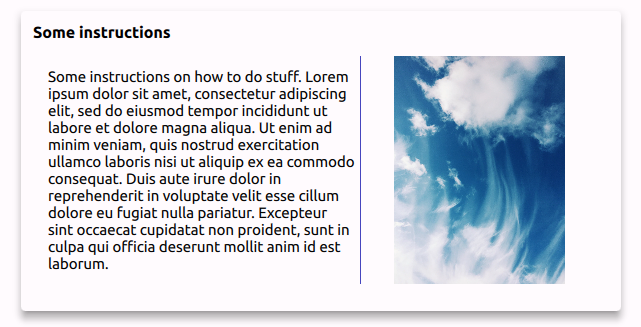 Some instructions
Some instructions on how to do stuff. Lorem
ipsum dolor sit amet, consectetur adipiscing
elit, sed do eiusmod tempor incididunt ut
labore et dolore magna aliqua. Ut enim ad
minim veniam, quis nostrud exercitation
ullamco laboris nisi ut aliquip ex ea commodo
consequat. Duis aute irure dolor in
reprehenderit in voluptate velit esse cillum
dolore eu fugiat nulla pariatur. Excepteur
sint occaecat cupidatat non proident, sunt in
culpa qui officia deserunt mollit anim id est
laborum.